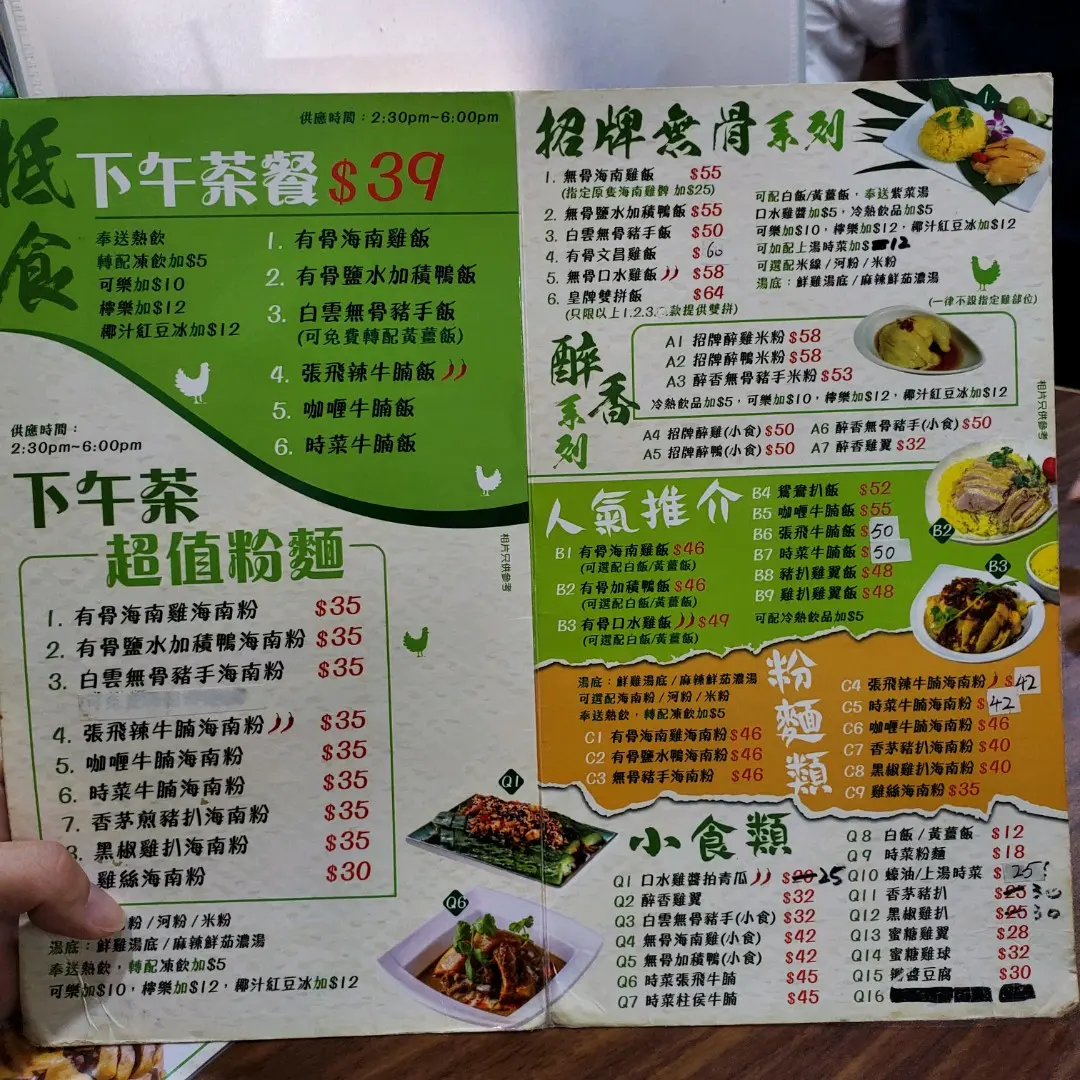 抵食
供應時間：2:30pm~6:00pm
下午茶餐 $39
奉送熱飲
轉配凍飲加$5
可樂加$10
檸樂加$12
椰汁紅豆冰加$12
1. 有骨海南雞飯
2. 有骨鹽水加積鴨飯
3. 白雲無骨豬手飯
(可免費轉配黃薑飯)
4. 張飛辣牛腩飯
5. 咖喱牛腩飯
6. 時菜牛腩飯
供應時間：
2:30pm~6:00pm
下午茶
超值粉麵
1. 有骨海南雞海南粉 $35
2. 有骨鹽水加積鴨海南粉 $35
3. 白雲無骨豬手海南粉 $35
4. 張飛辣牛腩海南粉 $35
5. 咖喱牛腩海南粉 $35
6. 時菜牛腩海南粉 $35
7. 香茅煎豬扒海南粉 $35
黑椒雞扒海南粉 $35
雞絲海南粉 $30
粉/河粉/米粉
湯底：鮮雞湯底/麻辣鮮茄濃湯
奉送熱飲，轉配凍飲加$5
可樂加$10，檸樂加$12，椰汁紅豆冰加$12
相片只供參考
Q1
Q6
招牌無骨系列
1. 無骨海南雞飯 $55
(指定原隻海南雞髀 加$25)
2. 無骨鹽水加積鴨飯 $55
3. 白雲無骨豬手飯 $50
4. 有骨文昌雞飯 $60
5. 無骨口水雞飯 $58
6. 皇牌雙拼飯 $64
(只限以上1.2.3.款提供雙拼)
可配白飯/黃薑飯，奉送紫菜湯
口水雞醬加$5，冷熱飲品加$5
可樂加$10，檸樂加$12，椰汁紅豆冰加$12
可加配上湯時菜加$12
可選配米線/河粉/米粉
湯底：鮮雞湯底/麻辣鮮茄濃湯
(一律不設指定雞部位)
1.
醉香系列
A1 招牌醉雞米粉 $58
A2 招牌醉鴨米粉 $58
A3 醉香無骨豬手米粉 $53
冷熱飲品加$5，可樂加$10，檸樂加$12，椰汁紅豆冰加$12
A4 招牌醉雞(小食) $50
A5 招牌醉鴨(小食) $50
A6 醉香無骨豬手(小食) $50
A7 醉香雞翼 $32
相片只供參考
人氣推介
B1 有骨海南雞飯 $46
(可選配白飯/黃薑飯)
B2 有骨加積鴨飯 $46
(可選配白飯/黃薑飯)
B3 有骨口水雞飯 $49
(可選配白飯/黃薑飯)
B4 鴛鴦扒飯 $52
B5 咖喱牛腩飯 $55
B6 張飛牛腩飯 $50
B7 時菜牛腩飯 $50
B8 豬扒雞翼飯 $48
B9 雞扒雞翼飯 $48
可配冷熱飲品加$5
B2
B3
粉麵類
湯底：鮮雞湯底/麻辣鮮茄濃湯
可選配海南粉/河粉/米粉
奉送熱飲，轉配凍飲加$5
C1 有骨海南雞海南粉 $46
C2 有骨鹽水鴨海南粉 $46
C3 無骨豬手海南粉 $46
C4 張飛辣牛腩海南粉 $42
C5 時菜牛腩海南粉 $42
C6 咖喱牛腩海南粉 $46
C7 香茅豬扒海南粉 $40
C8 黑椒雞扒海南粉 $40
C9 雞絲海南粉 $35
小食類
Q1 口水雞醬拍青瓜 $20 25
Q2 醉香雞翼 $32
Q3 白雲無骨豬手(小食) $32
Q4 無骨海南雞(小食) $42
Q5 無骨加積鴨(小食) $42
Q6 時菜張飛牛腩 $45
Q7 時菜柱侯牛腩 $45
Q8 白飯/黃薑飯 $12
Q9 時菜粉麵 $18
Q10 蠔油/上湯時菜 $25
Q11 香茅豬扒 $25 30
Q12 黑椒雞扒 $25 30
Q13 蜜糖雞翼 $28
Q14 蜜糖雞球 $32
Q15 醬豆腐 $30
Q16